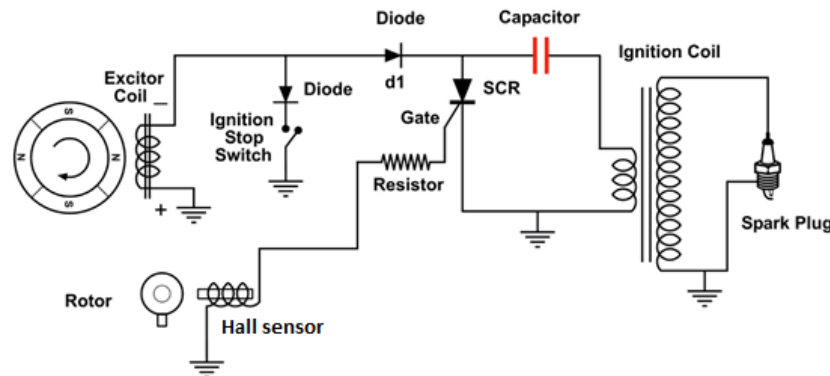 Diode
Capacitor
Ignition Coil
Excitor
Coil
−
Diode
d1
SCR
Gate
Ignition
Stop
Switch
S
N
N
S
Resistor
+
Spark Plug
Rotor
Hall sensor